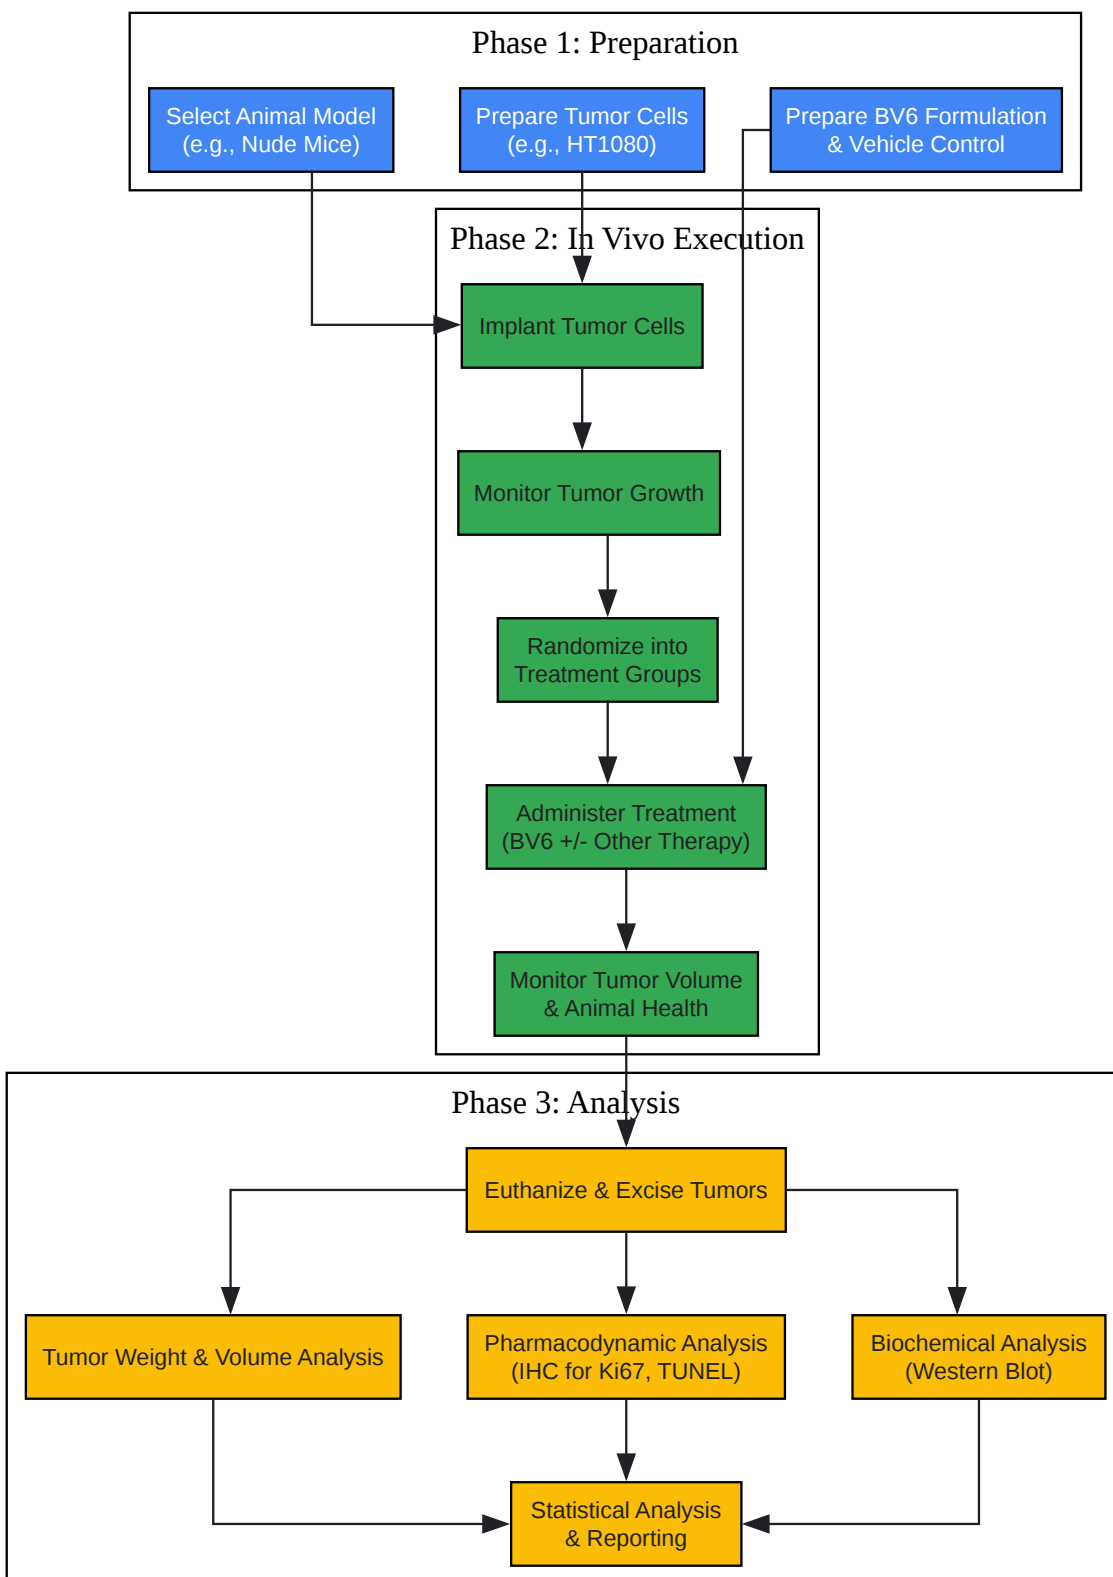 Phase 1: Preparation
Select Animal Model
(e.g., Nude Mice)
Prepare Tumor Cells
(e.g., HT1080)
Prepare BV6 Formulation
& Vehicle Control
Phase 2: In Vivo Execution
Implant Tumor Cells
Monitor Tumor Growth
Randomize into
Treatment Groups
Administer Treatment
(BV6 +/- Other Therapy)
Monitor Tumor Volume
& Animal Health
Phase 3: Analysis
Euthanize & Excise Tumors
Tumor Weight & Volume Analysis
Pharmacodynamic Analysis
(IHC for Ki67, TUNEL)
Biochemical Analysis
(Western Blot)
Statistical Analysis
& Reporting